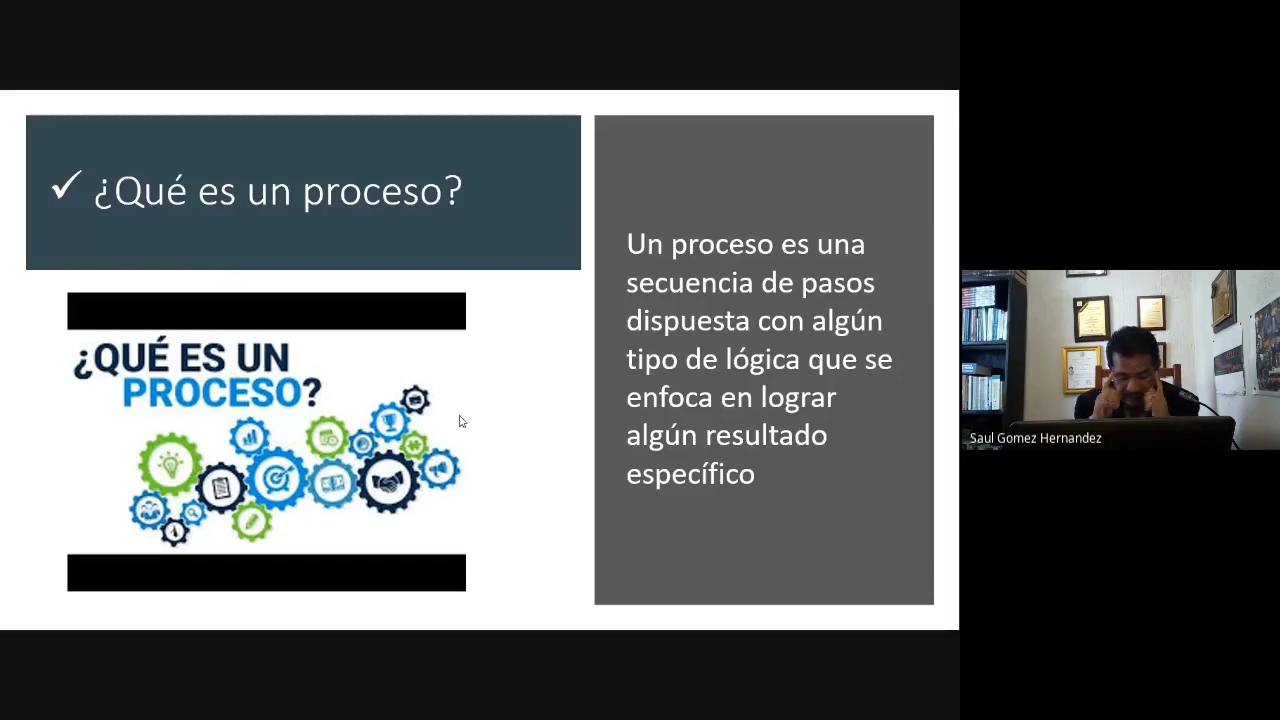 ✓ ¿Qué es un proceso?
¿QUÉ ES UN
PROCESO?
Un proceso es una
secuencia de pasos
dispuesta con algún
tipo de lógica que se
enfoca en lograr
algún resultado
específico
Saul Gomez Hernandez